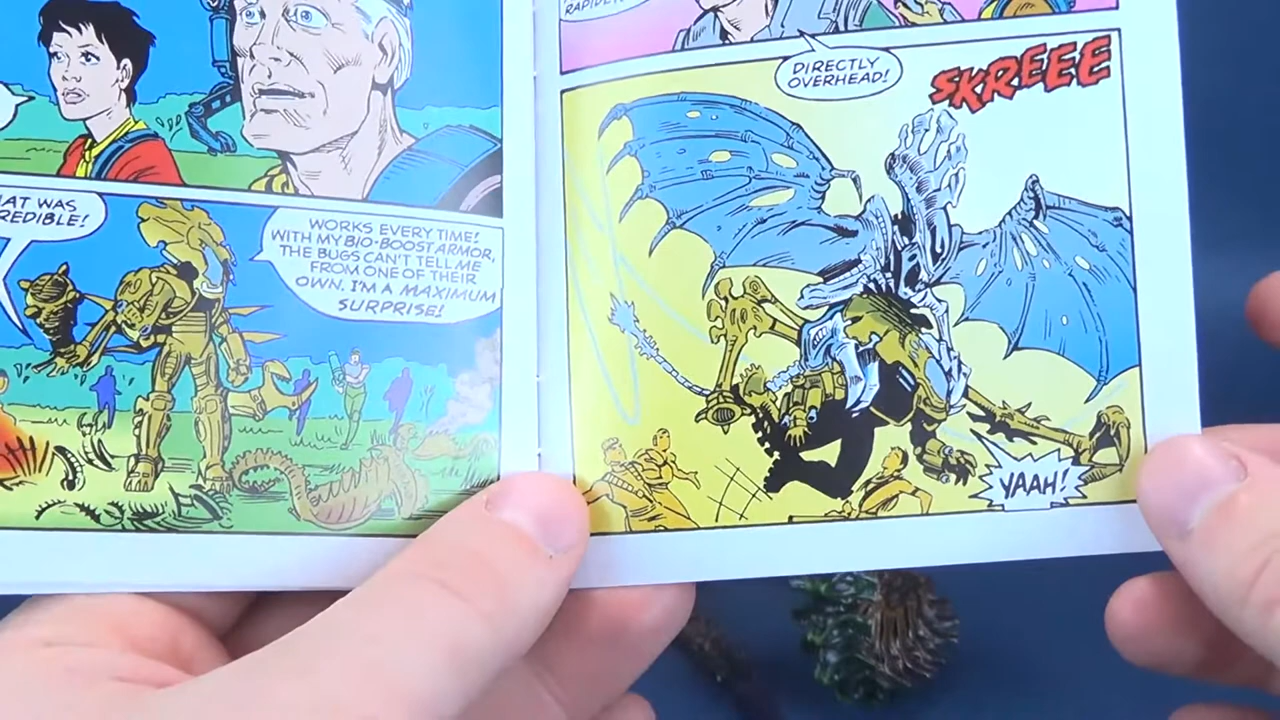 HAT WAS
REDIBLE!
WORKS EVERY TIME!
WITH MY BIO-BOOST ARMOR,
THE BUGS CAN'T TELL ME
FROM ONE OF THEIR
OWN. I'M A MAXIMUM
SURPRISE!
RAPIDLY
DIRECTLY
OVERHEAD!
SKREEE
YAAH!